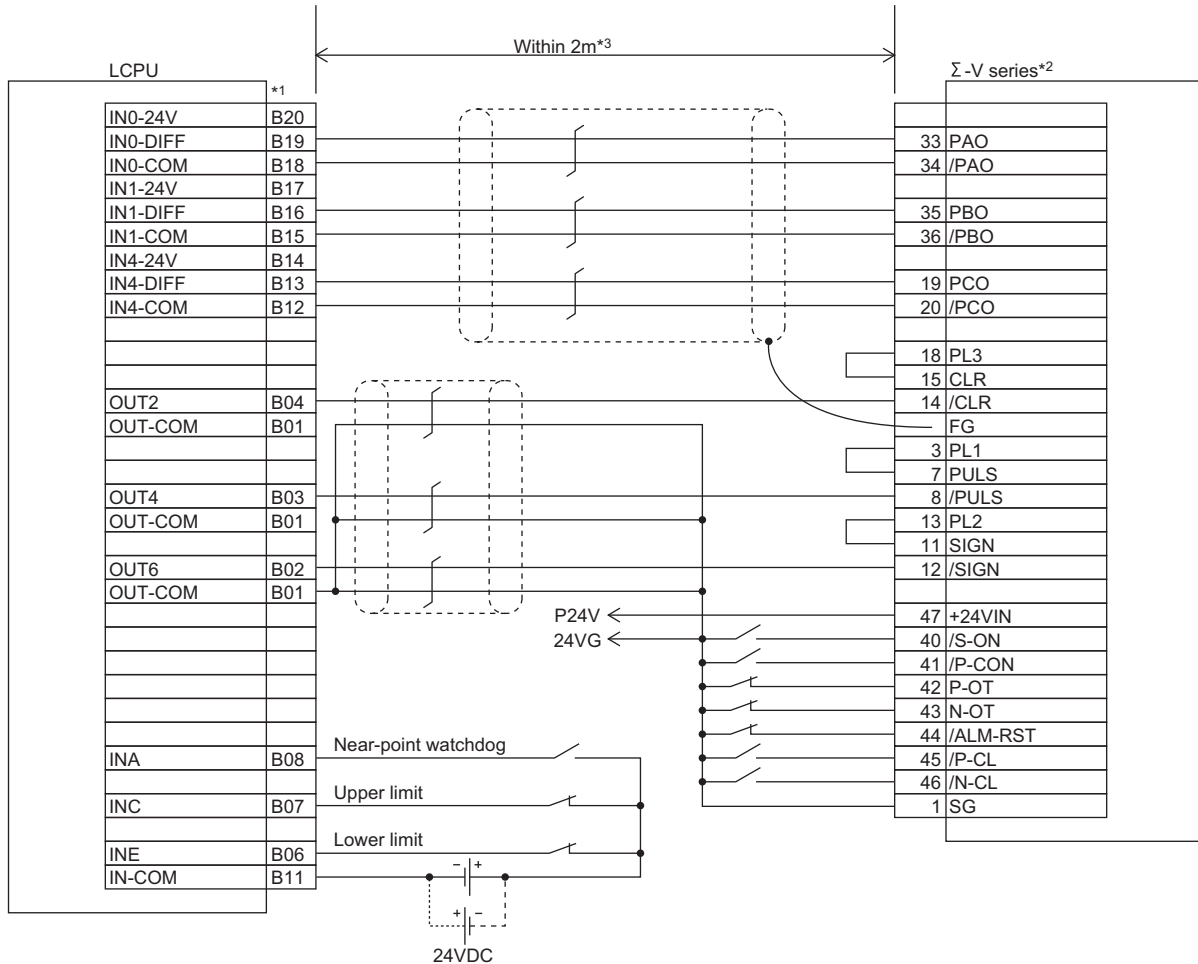 Within 2m*3
LCPU
Σ-V series*2
*1
IN0-24V B20
IN0-DIFF B19 33 PAO
IN0-COM B18 34 /PAO
IN1-24V B17
IN1-DIFF B16 35 PBO
IN1-COM B15 36 /PBO
IN4-24V B14
IN4-DIFF B13 19 PCO
IN4-COM B12 20 /PCO
18 PL3
15 CLR
OUT2 B04 14 /CLR
OUT-COM B01 FG
3 PL1
7 PULS
OUT4 B03 8 /PULS
OUT-COM B01 13 PL2
11 SIGN
OUT6 B02 12 /SIGN
OUT-COM B01
P24V 47 +24VIN
24VG 40 /S-ON
41 /P-CON
42 P-OT
43 N-OT
44 /ALM-RST
INA B08 Near-point watchdog 45 /P-CL
46 /N-CL
INC B07 Upper limit 1 SG
INE B06 Lower limit
IN-COM B11 − +
+ −
24VDC